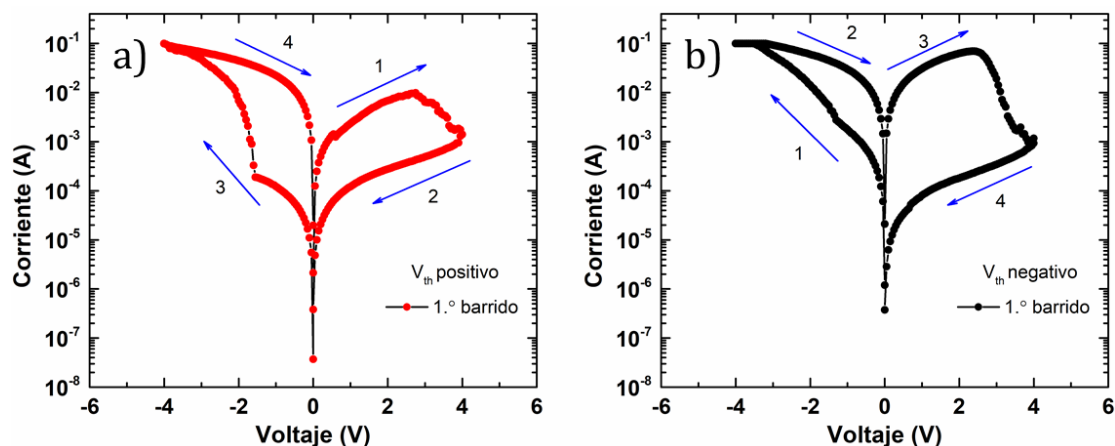 a)
10⁻¹
10⁻²
10⁻³
10⁻⁴
10⁻⁵
10⁻⁶
10⁻⁷
10⁻⁸
Corriente (A)
4
1
3
2
V_th positivo
1.° barrido
-6 -4 -2 0 2 4 6
Voltaje (V)
b)
10⁻¹
10⁻²
10⁻³
10⁻⁴
10⁻⁵
10⁻⁶
10⁻⁷
10⁻⁸
Corriente (A)
2
3
1
4
V_th negativo
1.° barrido
-6 -4 -2 0 2 4 6
Voltaje (V)